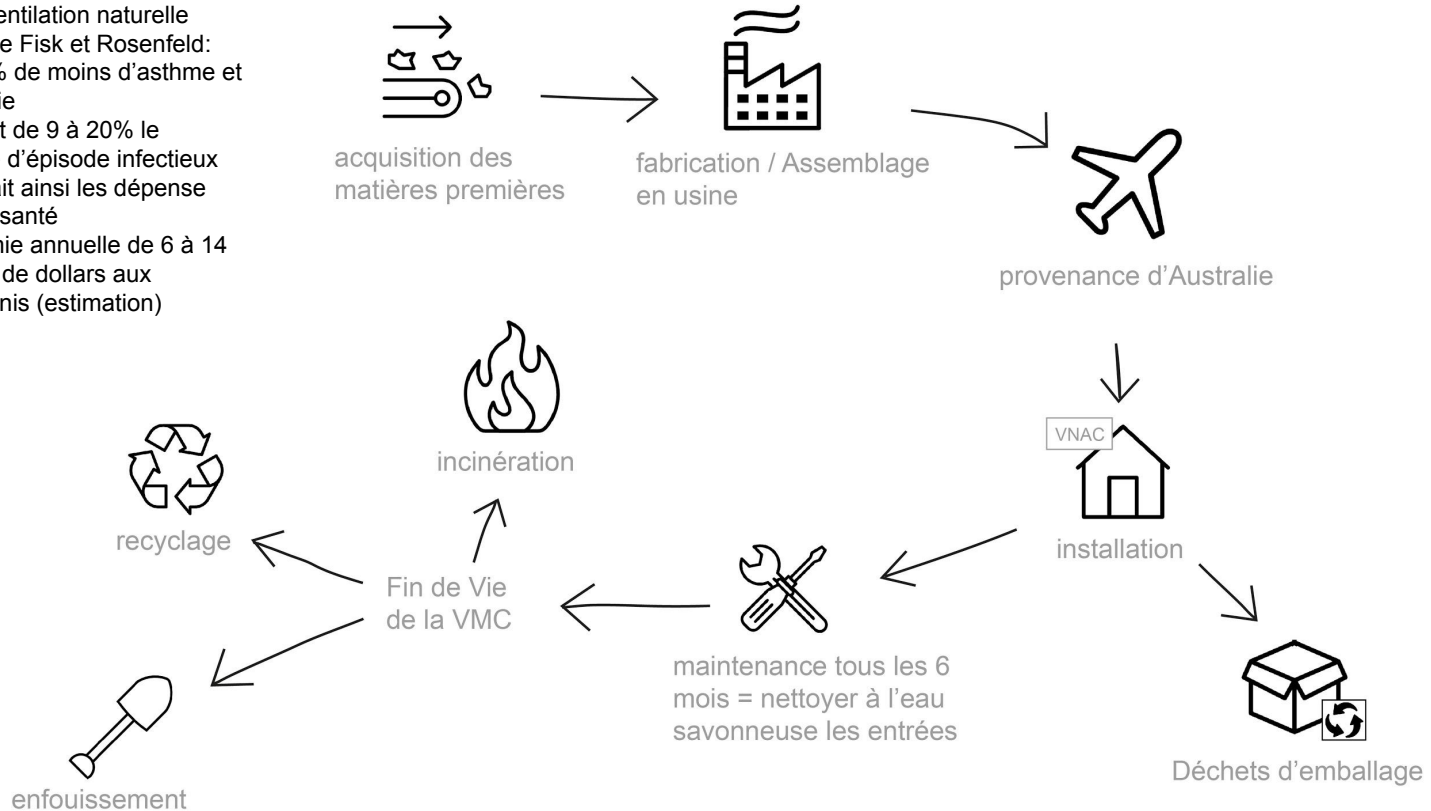 entilation naturelle
e Fisk et Rosenfeld:
% de moins d’asthme et
ie
t de 9 à 20% le
d’épisode infectieux
ait ainsi les dépense
santé
nie annuelle de 6 à 14
de dollars aux
nis (estimation)
acquisition des
matières premières
fabrication / Assemblage
en usine
provenance d’Australie
VNAC
installation
Déchets d’emballage
maintenance tous les 6
mois = nettoyer à l’eau
savonneuse les entrées
Fin de Vie
de la VMC
incinération
recyclage
enfouissement